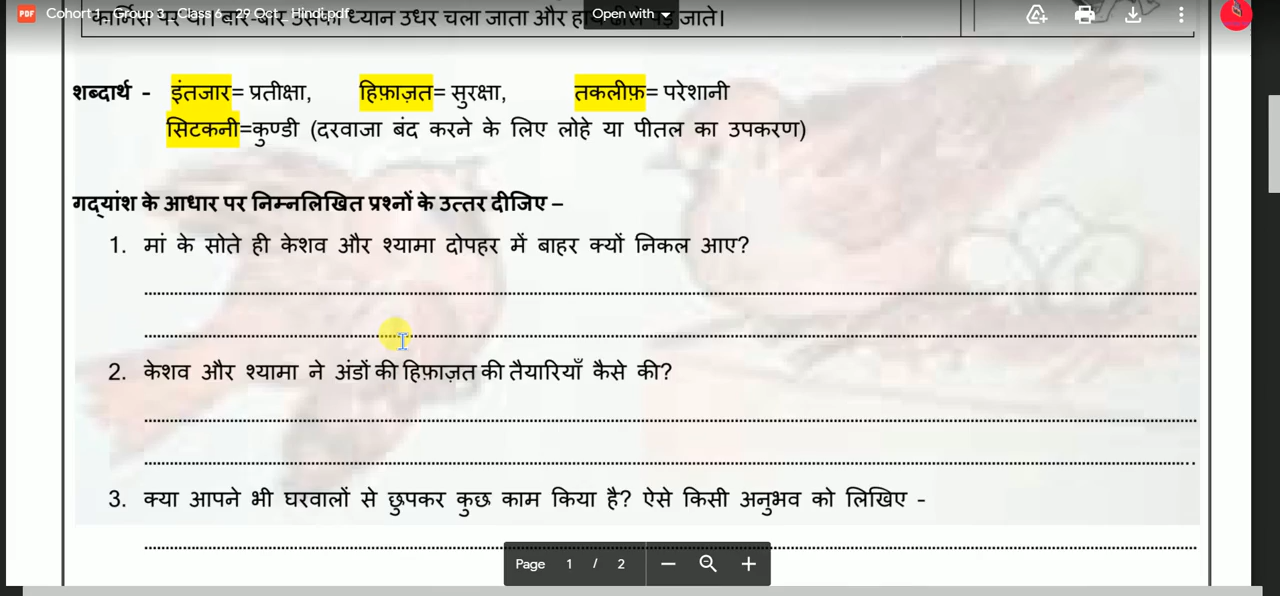 PDF Cohort 1 _ Group 3 _ Class 6 _ 29 Oct _ Hindi.pdf
Open with
ध्यान उधर चला जाता और जाते।
शब्दार्थ - इंतजार= प्रतीक्षा, हिफ़ाज़त= सुरक्षा, तकलीफ़= परेशानी
सिटकनी=कुण्डी (दरवाजा बंद करने के लिए लोहे या पीतल का उपकरण)
गद्यांश के आधार पर निम्नलिखित प्रश्नों के उत्तर दीजिए –
1. मां के सोते ही केशव और श्यामा दोपहर में बाहर क्यों निकल आए?
2. केशव और श्यामा ने अंडों की हिफ़ाज़त की तैयारियाँ कैसे की?
3. क्या आपने भी घरवालों से छुपकर कुछ काम किया है? ऐसे किसी अनुभव को लिखिए -
Page 1 / 2